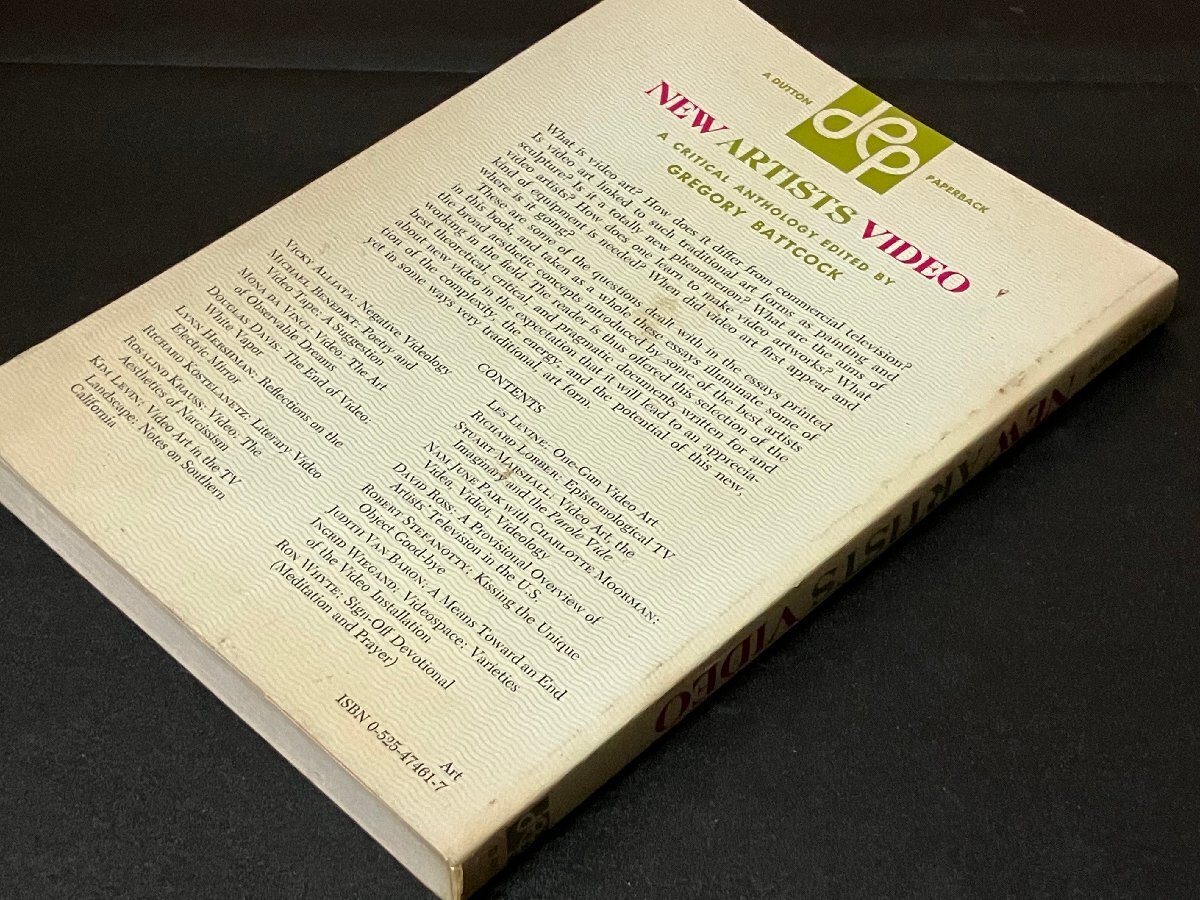 A DUTTON
dep
PAPERBACK
NEW ARTISTS VIDEO
A CRITICAL ANTHOLOGY EDITED BY
GREGORY BATTCOCK
What is video art? How does it differ from commercial television?
Is video art linked to such traditional art forms as painting and
sculpture? Is it a totally new phenomenon? What are the aims of
video artists? How does one learn to make video artworks? What
kind of equipment is needed? When did video art first appear and
where is it going?
These are some of the questions dealt with in the essays printed
in this book, and taken as a whole these essays illuminate some of
the broad aesthetic concepts introduced by some of the best artists
working in the field. The reader is thus offered this selection of the
best theoretical, critical, and pragmatic documents written for and
about new video in the expectation that it will lead to an apprecia-
tion of the complexity, the energy, and the potential of this new,
yet in some ways very traditional, art form.
CONTENTS
VICKY ALLIATA: Negative Videology
MICHAEL BENEDIKT: Poetry and
Video Tape: A Suggestion
MONA DA VINCI: Video: The Art
of Observable Dreams
DOUGLAS DAVIS: The End of Video:
White Vapor
LYNN HERSHMAN: Reflections on the
Electric Mirror
RICHARD KOSTELANETZ: Literary Video
ROSALIND KRAUSS: Video: The
Aesthetics of Narcissism
KIM LEVIN: Video Art in the TV
Landscape: Notes on Southern
California
LES LEVINE: One-Gun Video Art
RICHARD LORBER: Epistemological TV
STUART MARSHALL: Video Art, the
Imaginary and the Parole Vide
NAM JUNE PAIK with CHARLOTTE MOORMAN:
Video, Vidiot, Videology
DAVID ROSS: A Provisional Overview of
Artists' Television in the U.S.
ROBERT STEFANOTTY: Kissing the Unique
Object Good-bye
JUDITH VAN BARON: A Means Toward an End
INGRID WIEGAND: Videospace: Varieties
of the Video Installation
RON WHYTE: Sign-Off Devotional
(Meditation and Prayer)
Art
ISBN 0-525-47461-7
NEW ARTISTS VIDEO